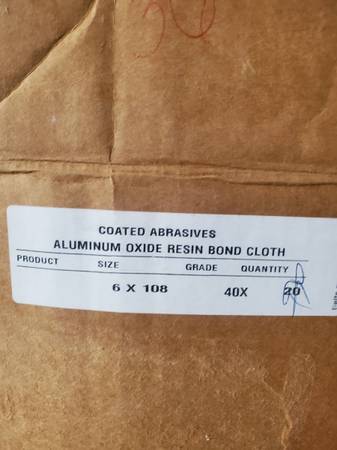 COATED ABRASIVES
ALUMINUM OXIDE RESIN BOND CLOTH
PRODUCT SIZE GRADE QUANTITY
6 X 108 40X 20